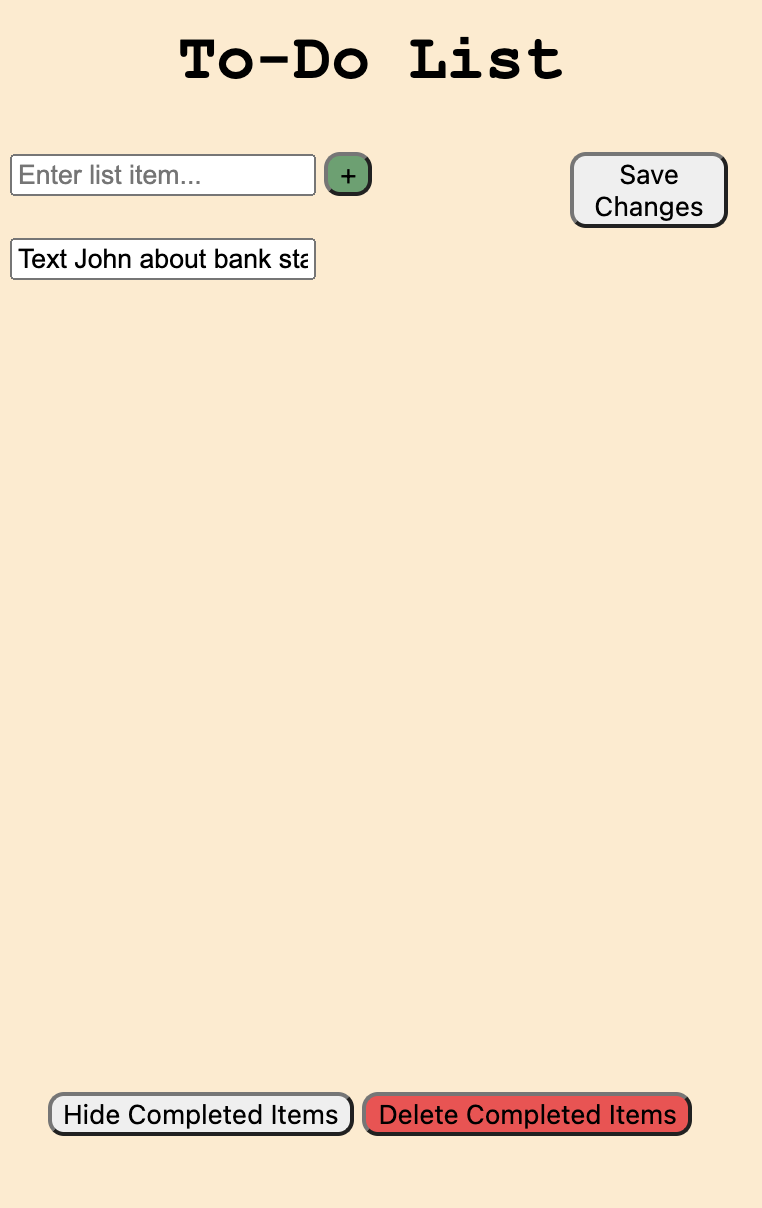 To-Do List
Enter list item...
+
Save
Changes
Text John about bank sta
Hide Completed Items
Delete Completed Items